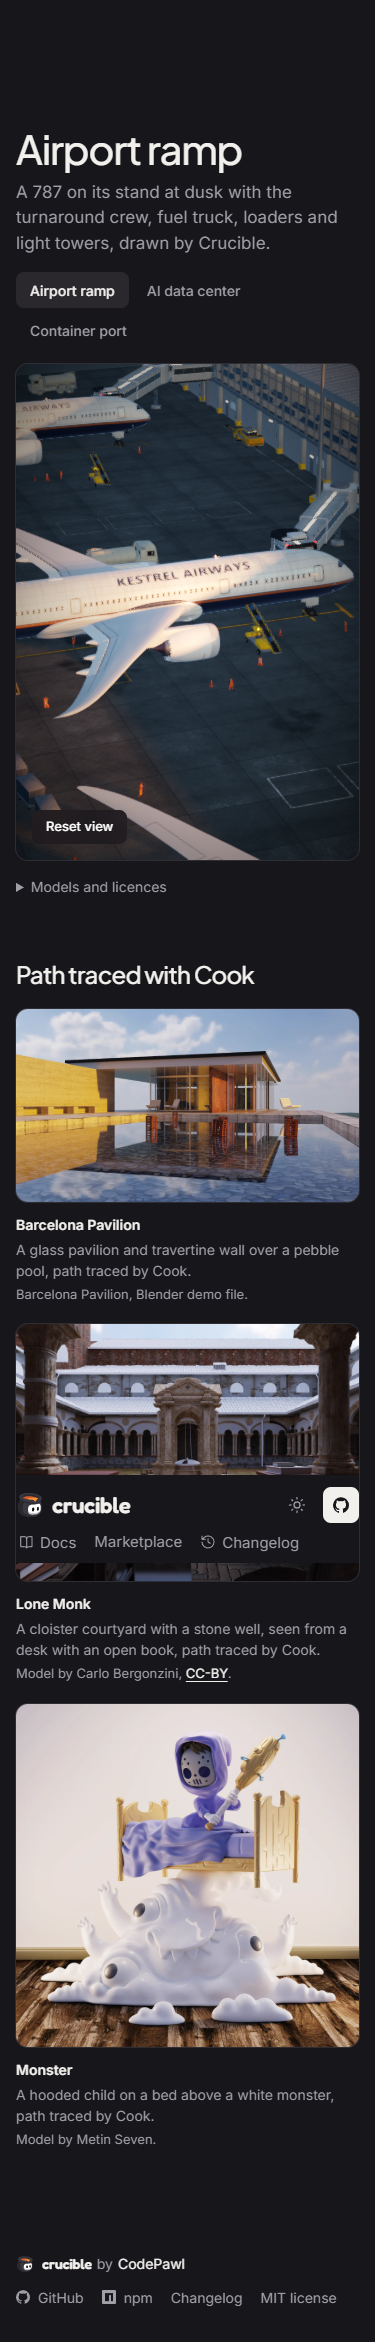 Airport ramp
A 787 on its stand at dusk with the
turnaround crew, fuel truck, loaders and
light towers, drawn by Crucible.
Airport ramp
AI data center
Container port
AIRWAYS
KESTREL AIRWAYS
Reset view
Models and licences
Path traced with Cook
Barcelona Pavilion
A glass pavilion and travertine wall over a pebble
pool, path traced by Cook.
Barcelona Pavilion, Blender demo file.
crucible
Docs
Marketplace
Changelog
Lone Monk
A cloister courtyard with a stone well, seen from a
desk with an open book, path traced by Cook.
Model by Carlo Bergonzini, CC-BY.
Monster
A hooded child on a bed above a white monster,
path traced by Cook.
Model by Metin Seven.
crucible by CodePawl
GitHub
npm
Changelog
MIT license